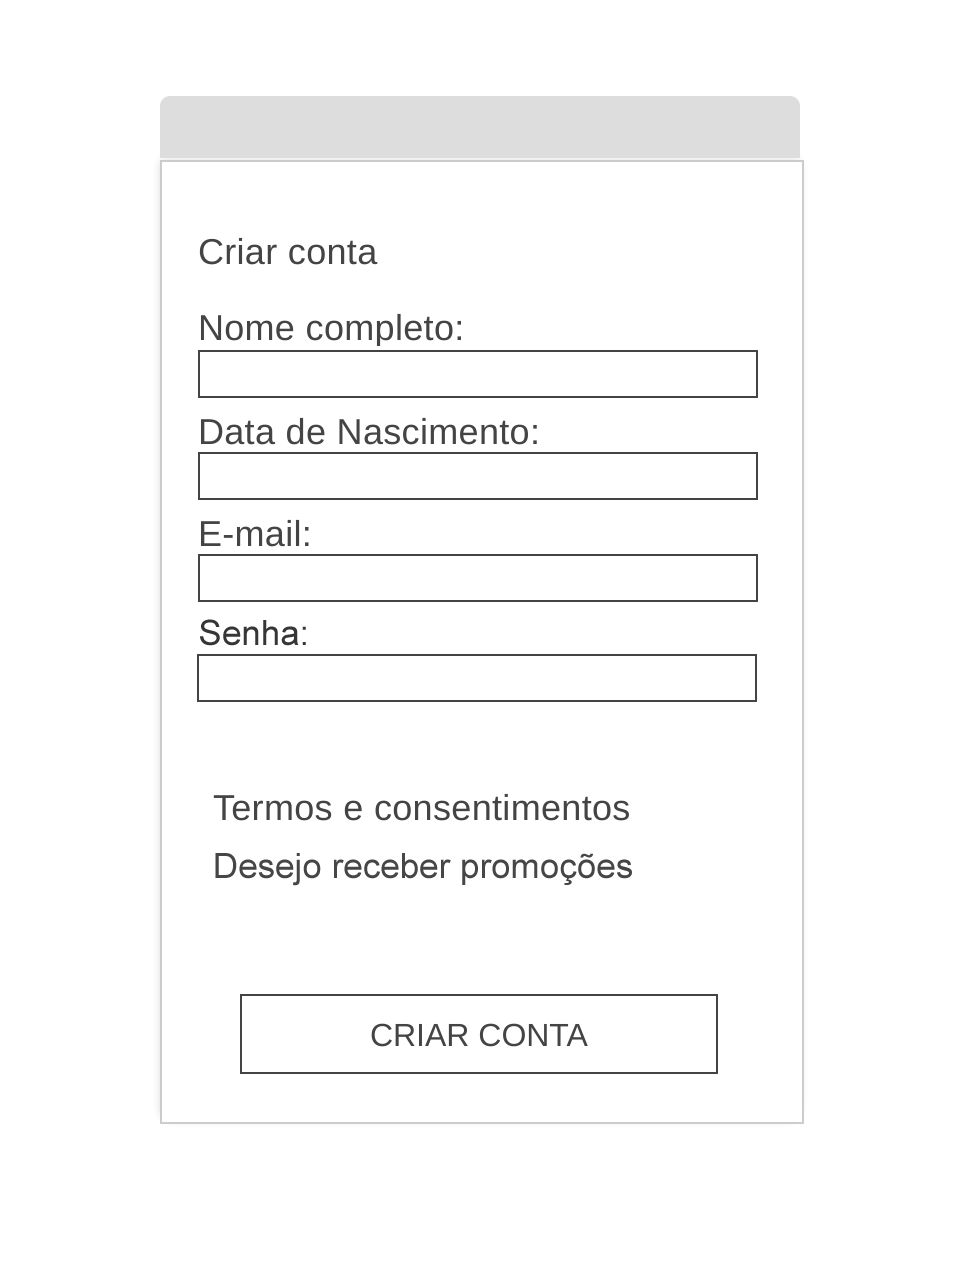 Criar conta
Nome completo:
Data de Nascimento:
E-mail:
Senha:
Termos e consentimentos
Desejo receber promoções
CRIAR CONTA